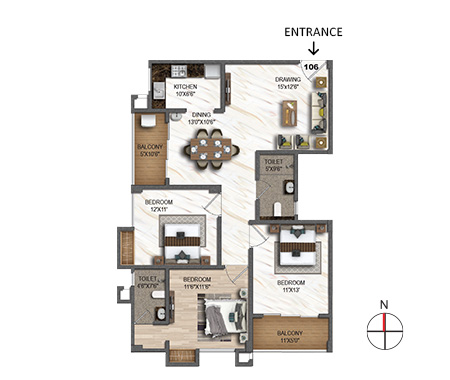 ENTRANCE
106
KITCHEN
10'X6'6"
DRAWING
15'x12'6"
DINING
13'0"X10'6"
BALCONY
5'X10'6"
TOILET
5'X9'6"
BEDROOM
12'X11'
TOILET
4'6"X7'6"
BEDROOM
11'6"X11'6"
BEDROOM
11'X13'
BALCONY
11'X5'0"
N